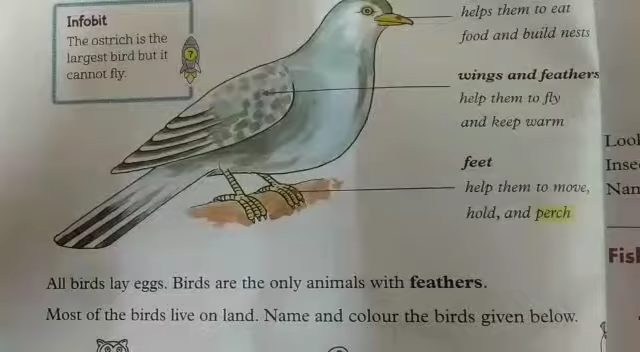 Infobit
The ostrich is the
largest bird but it
cannot fly.
helps them to eat
food and build nests
wings and feathers
help them to fly
and keep warm
feet
help them to move,
hold, and perch
All birds lay eggs. Birds are the only animals with feathers.
Most of the birds live on land. Name and colour the birds given below.